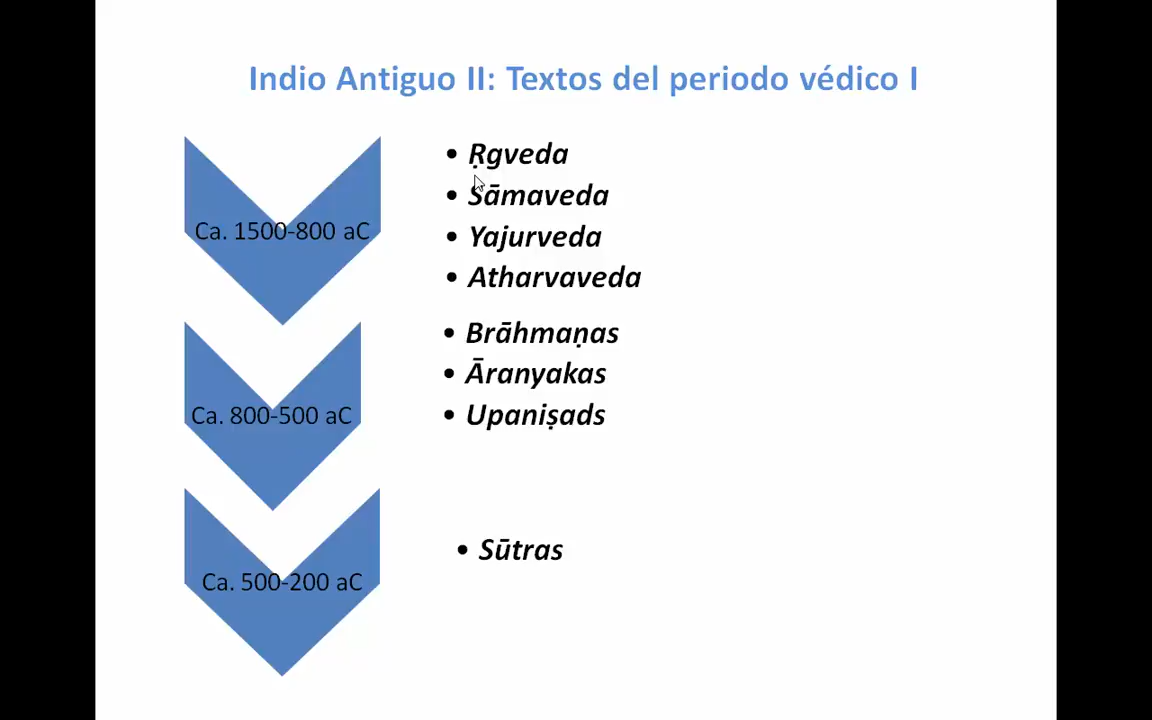 Indio Antiguo II: Textos del periodo védico I
Ca. 1500-800 aC
• Ṛgveda
• Sāmaveda
• Yajurveda
• Atharvaveda
Ca. 800-500 aC
• Brāhmaṇas
• Āranyakas
• Upaniṣads
Ca. 500-200 aC
• Sūtras